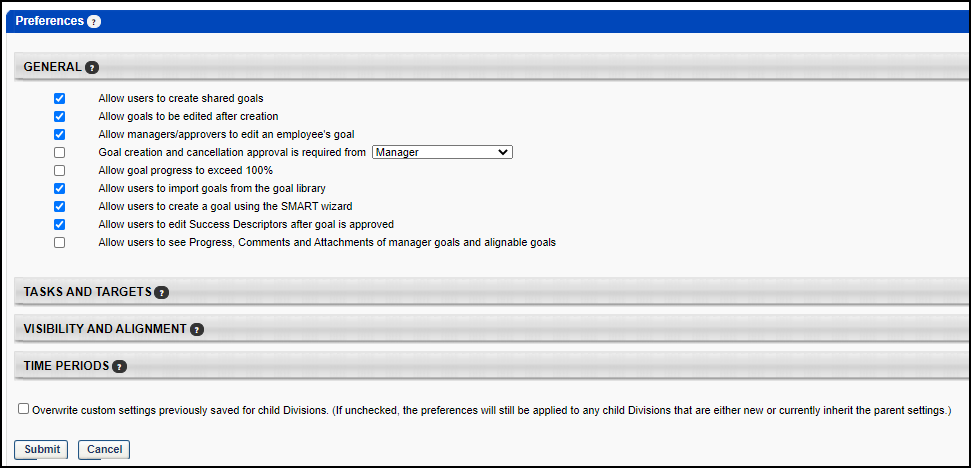 Preferences ?
GENERAL ?
Allow users to create shared goals
Allow goals to be edited after creation
Allow managers/approvers to edit an employee's goal
Goal creation and cancellation approval is required from Manager
Allow goal progress to exceed 100%
Allow users to import goals from the goal library
Allow users to create a goal using the SMART wizard
Allow users to edit Success Descriptors after goal is approved
Allow users to see Progress, Comments and Attachments of manager goals and alignable goals
TASKS AND TARGETS ?
VISIBILITY AND ALIGNMENT ?
TIME PERIODS ?
Overwrite custom settings previously saved for child Divisions. (If unchecked, the preferences will still be applied to any child Divisions that are either new or currently inherit the parent settings.)
Submit Cancel